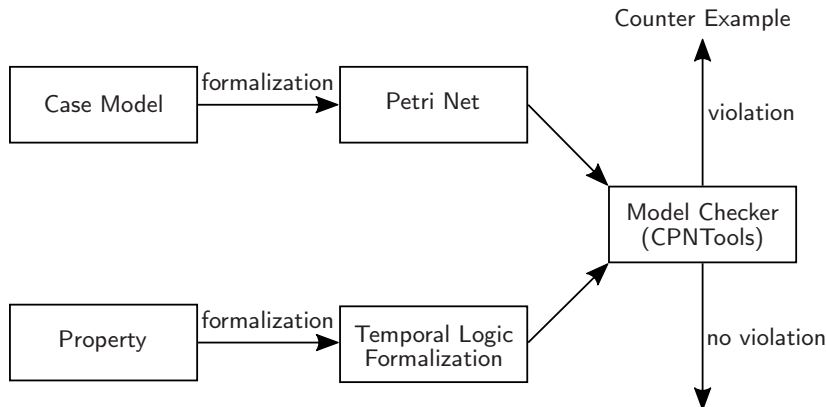 Counter Example
formalization
Case Model
Petri Net
violation
Model Checker
(CPNTools)
formalization
Property
Temporal Logic
Formalization
no violation